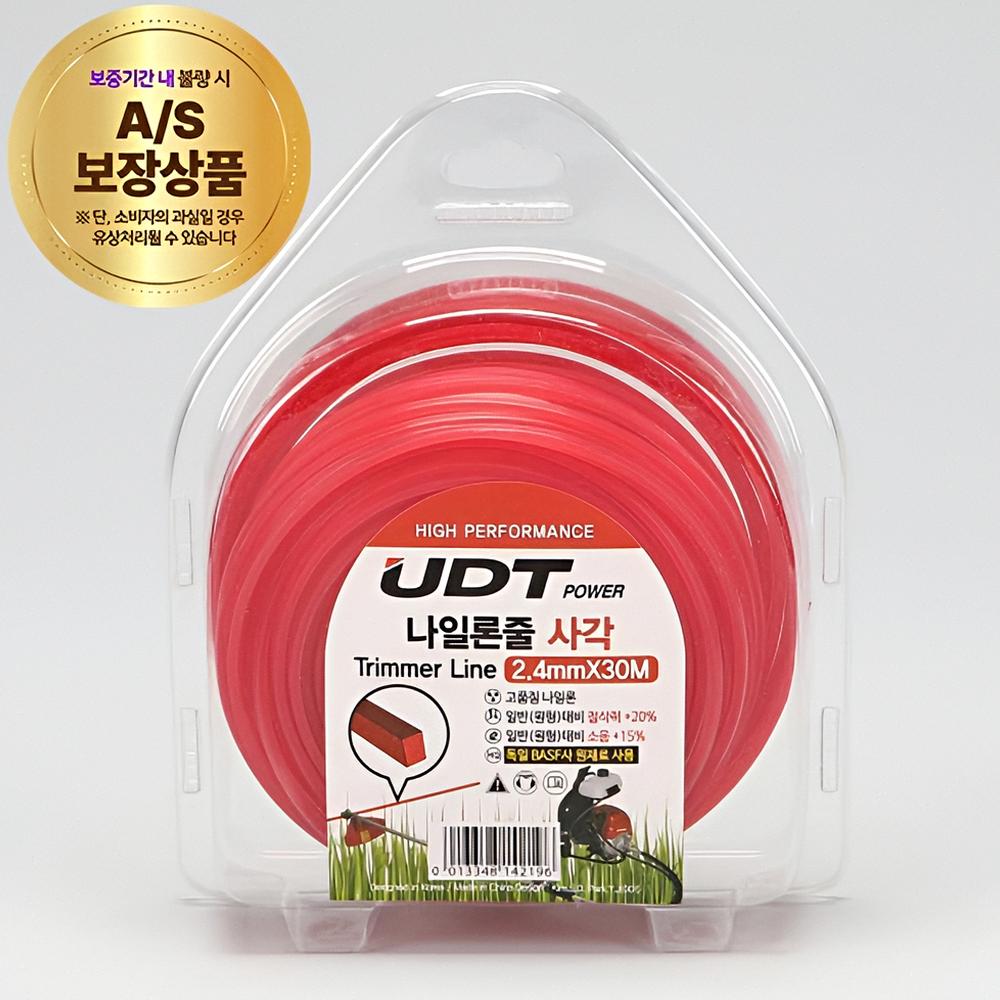 보증기간 내 불량 시
A/S
보장상품
※ 단, 소비자의 과실일 경우
유상처리될 수 있습니다
HIGH PERFORMANCE
UDT POWER
나일론줄 사각
Trimmer Line 2.4mmX30M
고품질 나일론
일반(원형)대비 +20%
일반(원형)대비 소음 +15%
독일 BASF사 원재료 사용
Made in China